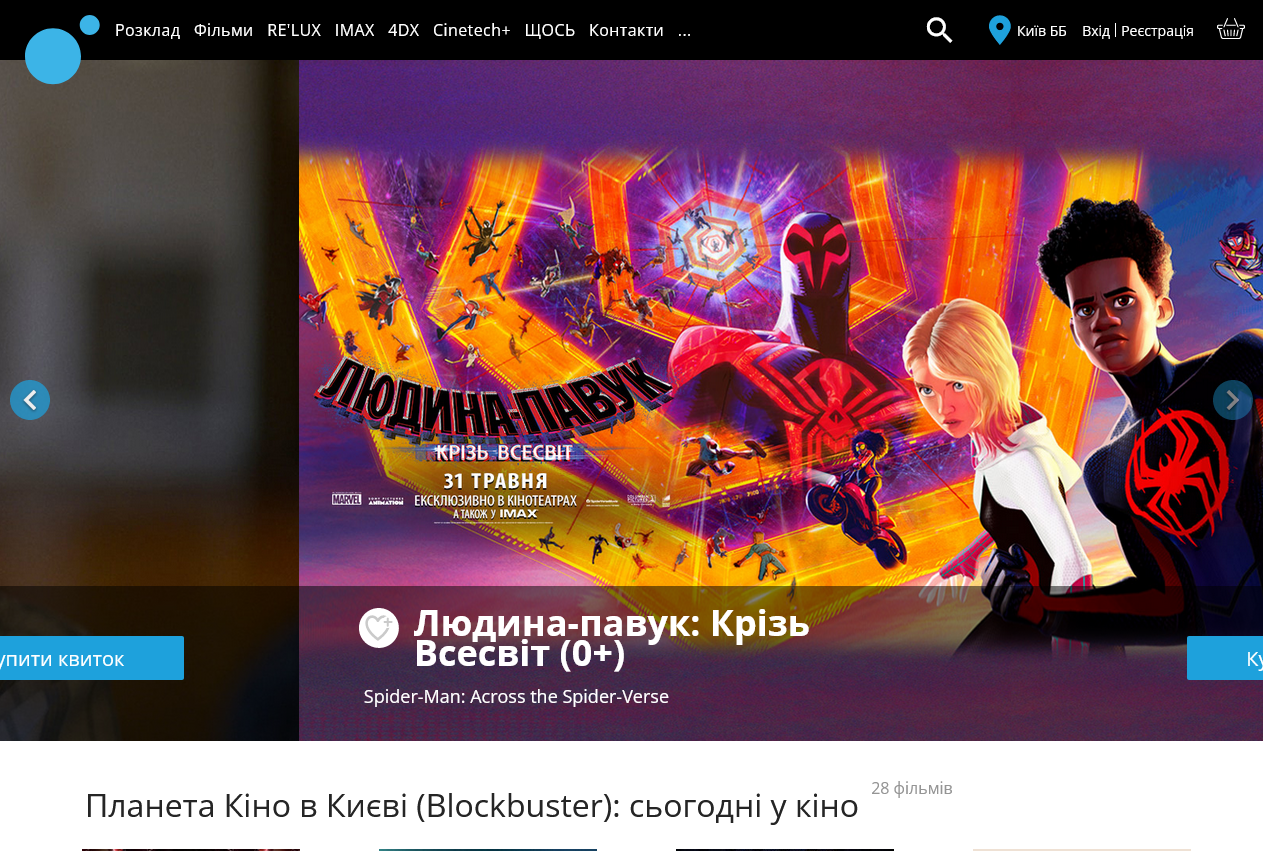 Розклад Фільми RE'LUX IMAX 4DX Cinetech+ ЩОСЬ Контакти ... Київ ББ Вхід | Реєстрація
ЛЮДИНА-ПАВУК
КРІЗЬ ВСЕСВІТ
31 ТРАВНЯ
MARVEL ANIMATION ЕКСКЛЮЗИВНО В КІНОТЕАТРАХ
А ТАКОЖ У IMAX
Людина-павук: Крізь
Всесвіт (0+)
упити квиток Ку
Spider-Man: Across the Spider-Verse
Планета Кіно в Києві (Blockbuster): сьогодні у кіно 28 фільмів